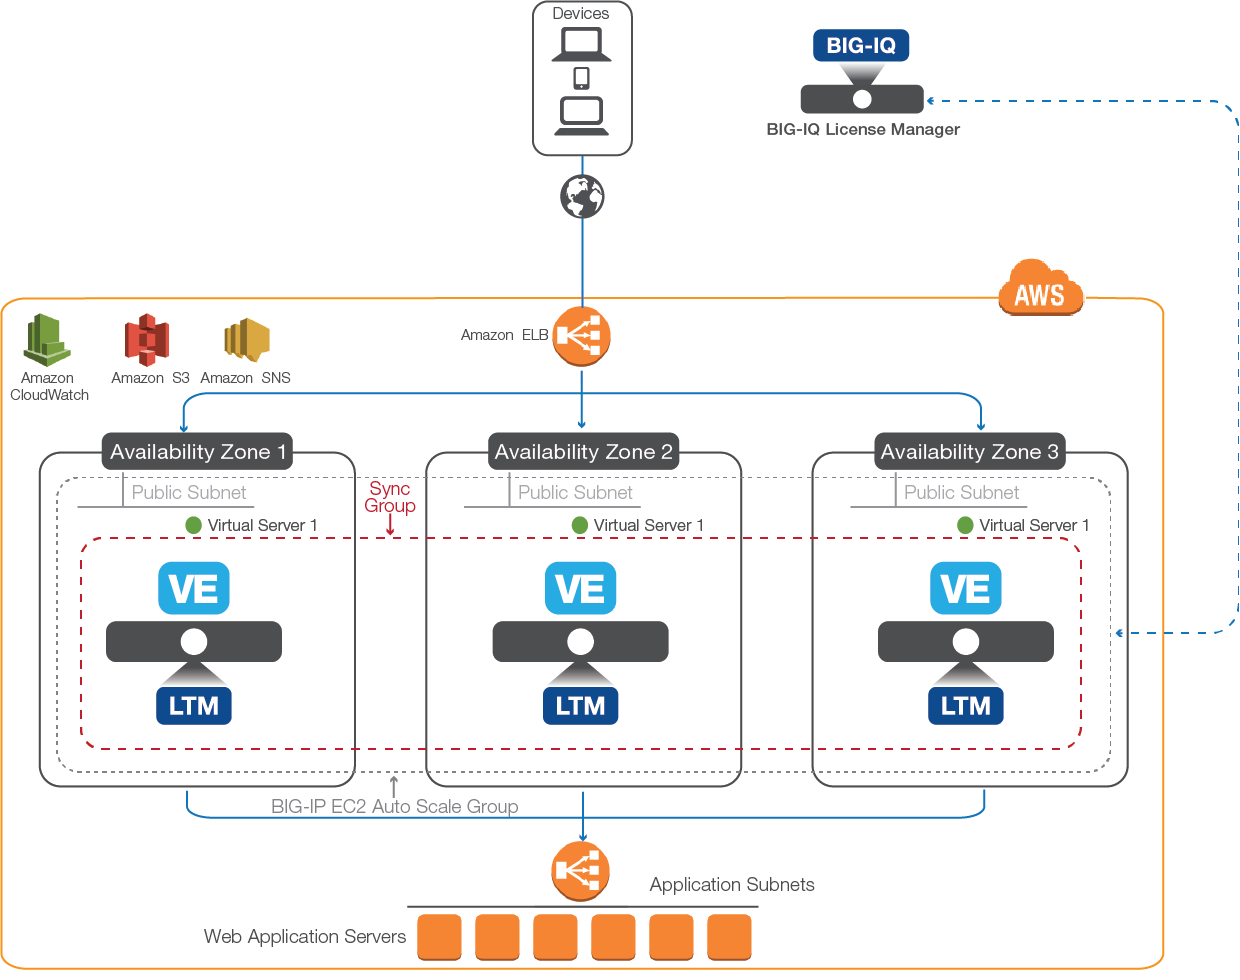 Devices
BIG-IQ
BIG-IQ License Manager
AWS
Amazon ELB
Amazon
CloudWatch
Amazon S3
Amazon SNS
Availability Zone 1
Availability Zone 2
Availability Zone 3
Public Subnet
Public Subnet
Public Subnet
Sync
Group
Virtual Server 1
Virtual Server 1
Virtual Server 1
VE
VE
VE
LTM
LTM
LTM
BIG-IP EC2 Auto Scale Group
Application Subnets
Web Application Servers